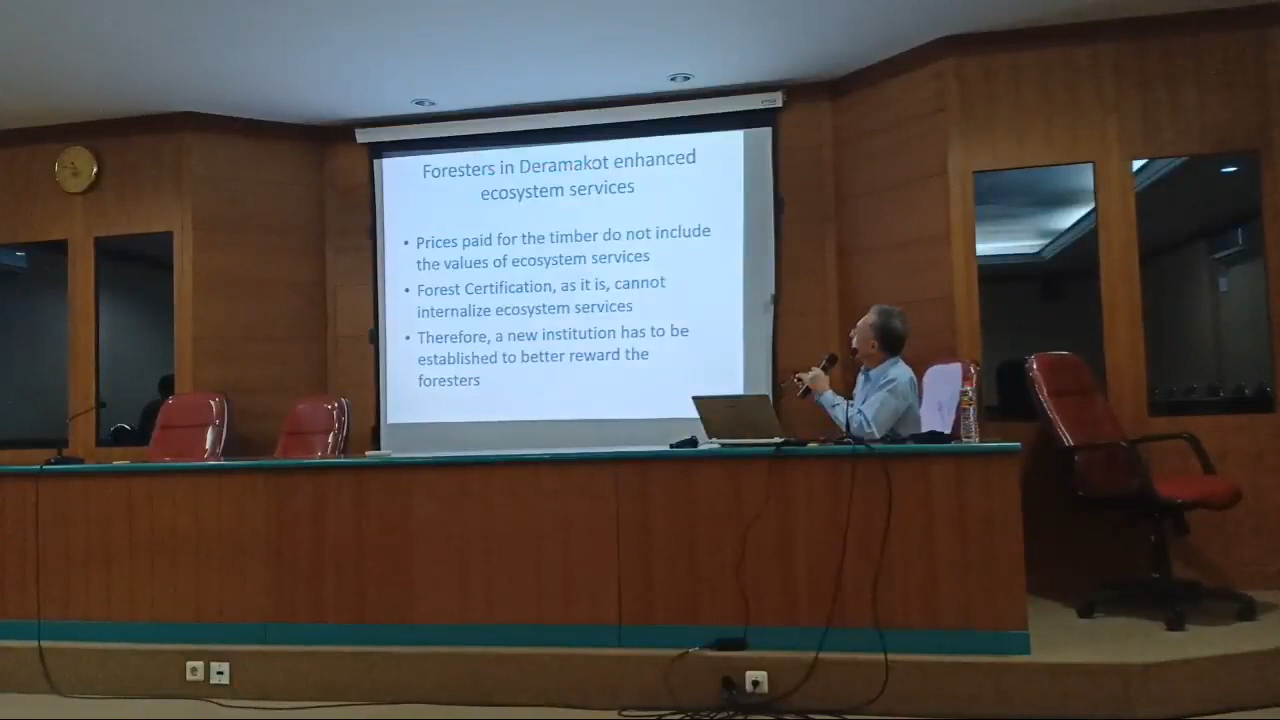 Foresters in Deramakot enhanced
ecosystem services
• Prices paid for the timber do not include
the values of ecosystem services
• Forest Certification, as it is, cannot
internalize ecosystem services
• Therefore, a new institution has to be
established to better reward the
foresters